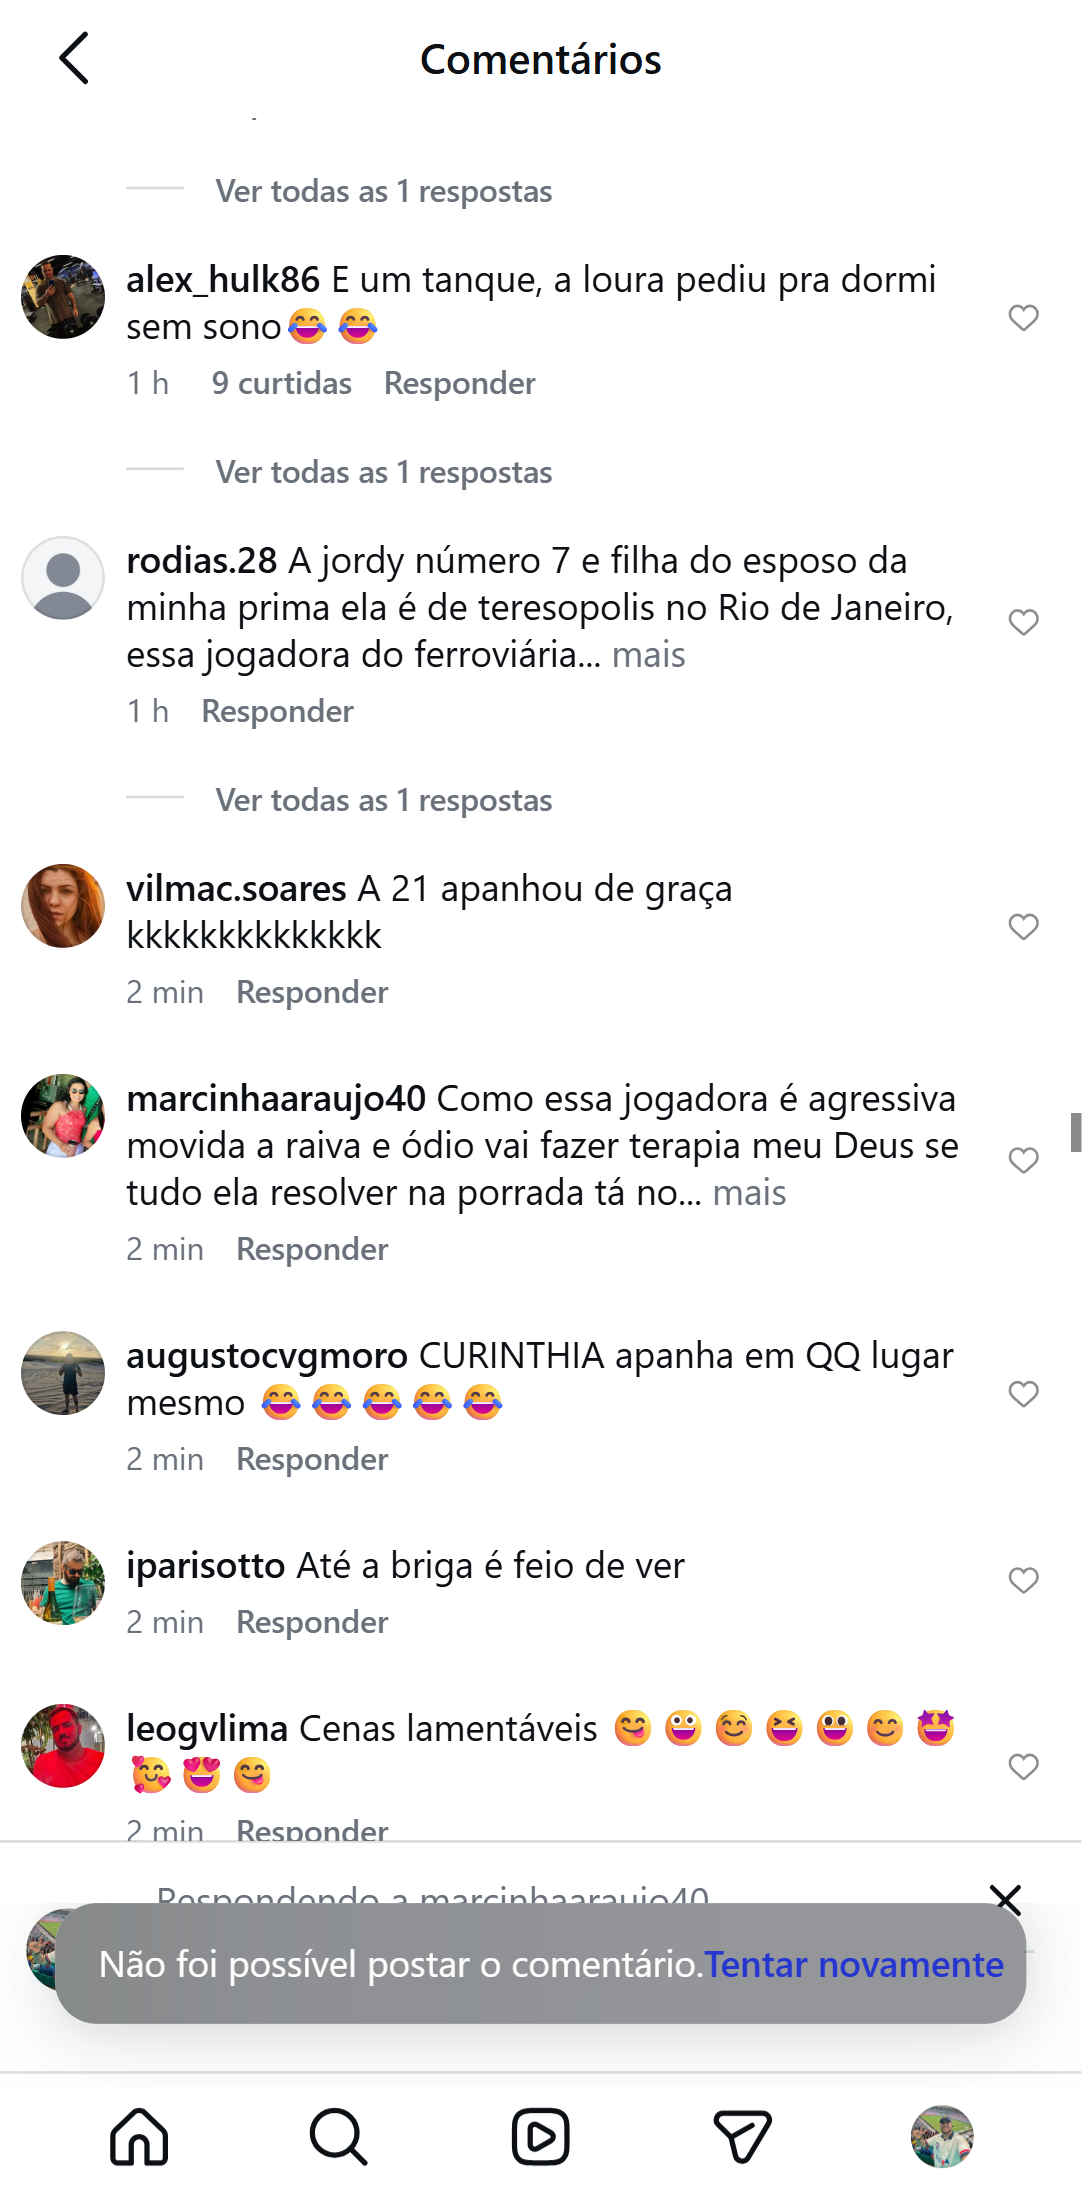 Comentários
Ver todas as 1 respostas
alex_hulk86 E um tanque, a loura pediu pra dormi
sem sono😂😂
1 h 9 curtidas Responder
Ver todas as 1 respostas
rodias.28 A jordy número 7 e filha do esposo da
minha prima ela é de teresopolis no Rio de Janeiro,
essa jogadora do ferroviária... mais
1 h Responder
Ver todas as 1 respostas
vilmac.soares A 21 apanhou de graça
kkkkkkkkkkkkkk
2 min Responder
marcinhaaraujo40 Como essa jogadora é agressiva
movida a raiva e ódio vai fazer terapia meu Deus se
tudo ela resolver na porrada tá no... mais
2 min Responder
augustocvgmoro CURINTHIA apanha em QQ lugar
mesmo 😂😂😂😂😂
2 min Responder
iparisotto Até a briga é feio de ver
2 min Responder
leogvlima Cenas lamentáveis 😋😀😊😆😃😊🤩
🥰😍😋
2 min Responder
Respondendo a marcinhaaraujo40
Não foi possível postar o comentário.Tentar novamente